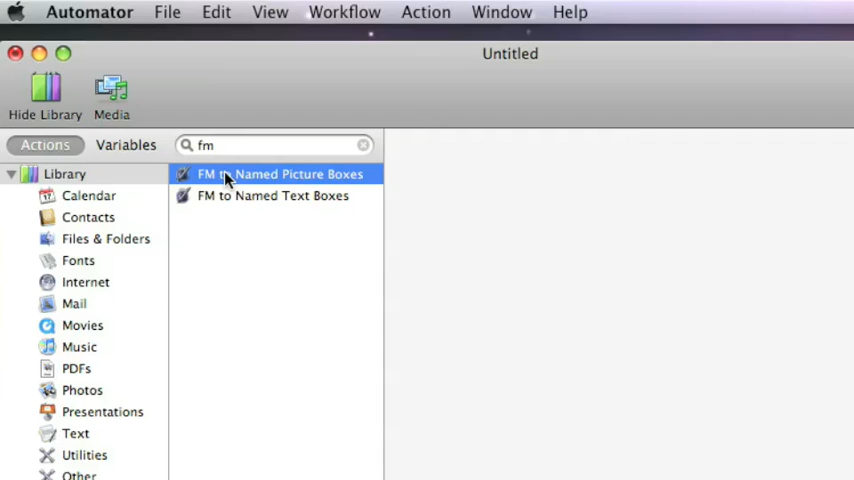 Automator File Edit View Workflow Action Window Help
Untitled
Hide Library Media
Actions Variables fm
Library
Calendar
Contacts
Files & Folders
Fonts
Internet
Mail
Movies
Music
PDFs
Photos
Presentations
Text
Utilities
Other
FM to Named Picture Boxes
FM to Named Text Boxes